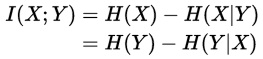 I(X;Y) = H(X) − H(X|Y)
= H(Y) − H(Y|X)